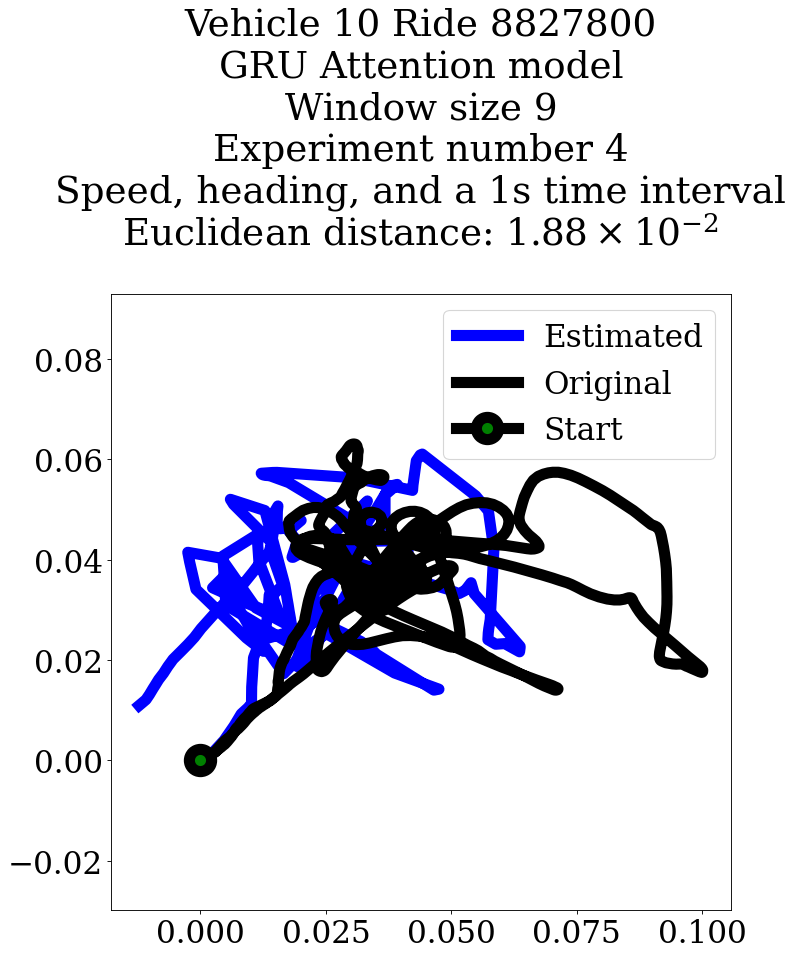 Vehicle 10 Ride 8827800
GRU Attention model
Window size 9
Experiment number 4
Speed, heading, and a 1s time interval
Euclidean distance: 1.88 × 10⁻²
Estimated
Original
Start
0.08
0.06
0.04
0.02
0.00
−0.02
0.000 0.025 0.050 0.075 0.100